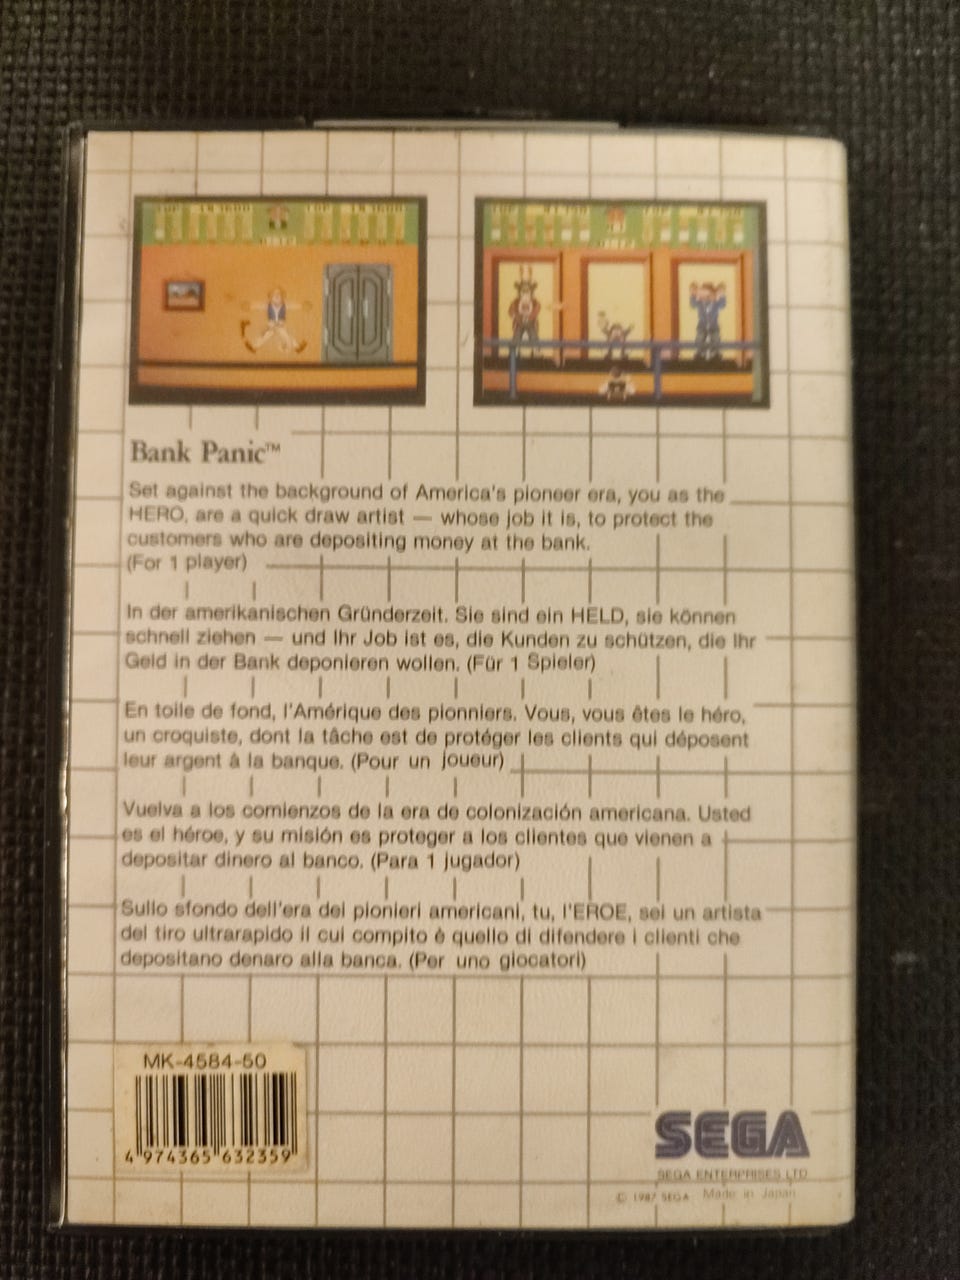 Bank Panic™
Set against the background of America's pioneer era, you as the
HERO, are a quick draw artist — whose job it is, to protect the
customers who are depositing money at the bank.
(For 1 player)
In der amerikanischen Gründerzeit. Sie sind ein HELD, sie können
schnell ziehen — und Ihr Job ist es, die Kunden zu schützen, die Ihr
Geld in der Bank deponieren wollen. (Für 1 Spieler)
En toile de fond, l'Amérique des pionniers. Vous, vous êtes le héro,
un croquiste, dont la tâche est de protéger les clients qui déposent
leur argent à la banque. (Pour un joueur)
Vuelva a los comienzos de la era de colonización americana. Usted
es el héroe, y su misión es proteger a los clientes que vienen a
depositar dinero al banco. (Para 1 jugador)
Sullo sfondo dell'era dei pionieri americani, tu, l'EROE, sei un artista
del tiro ultrarapido il cui compito è quello di difendere i clienti che
depositano denaro alla banca. (Per uno giocatori)
MK-4584-50
4 974365 632359
SEGA
SEGA ENTERPRISES LTD
© 1987 SEGA Made in Japan